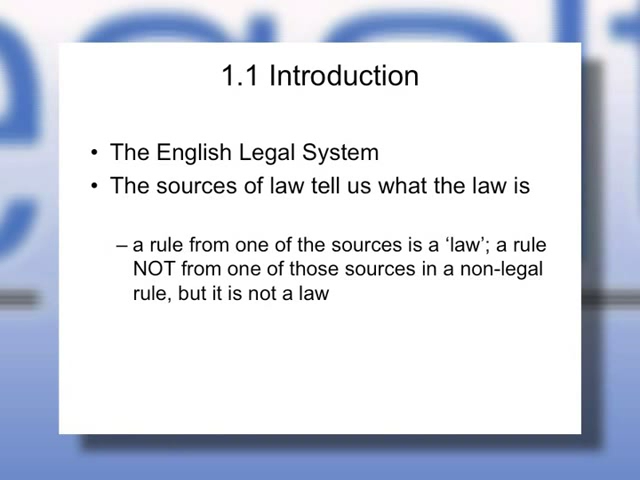 1.1 Introduction
• The English Legal System
• The sources of law tell us what the law is
– a rule from one of the sources is a ‘law’; a rule
NOT from one of those sources in a non-legal
rule, but it is not a law